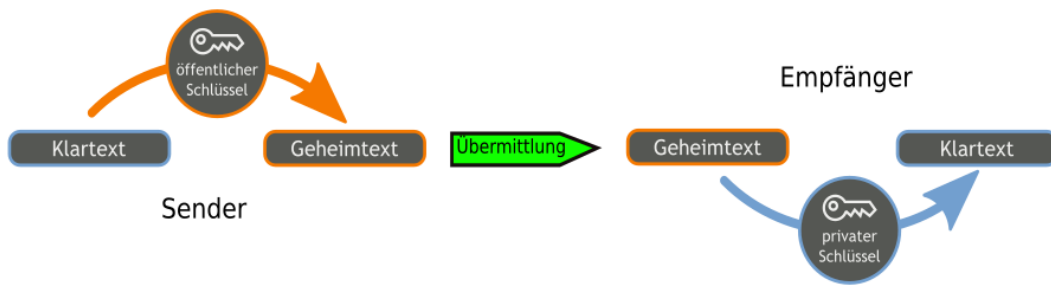 öffentlicher
Schlüssel
Klartext
Geheimtext
Sender
Übermittlung
Empfänger
Geheimtext
Klartext
privater
Schlüssel